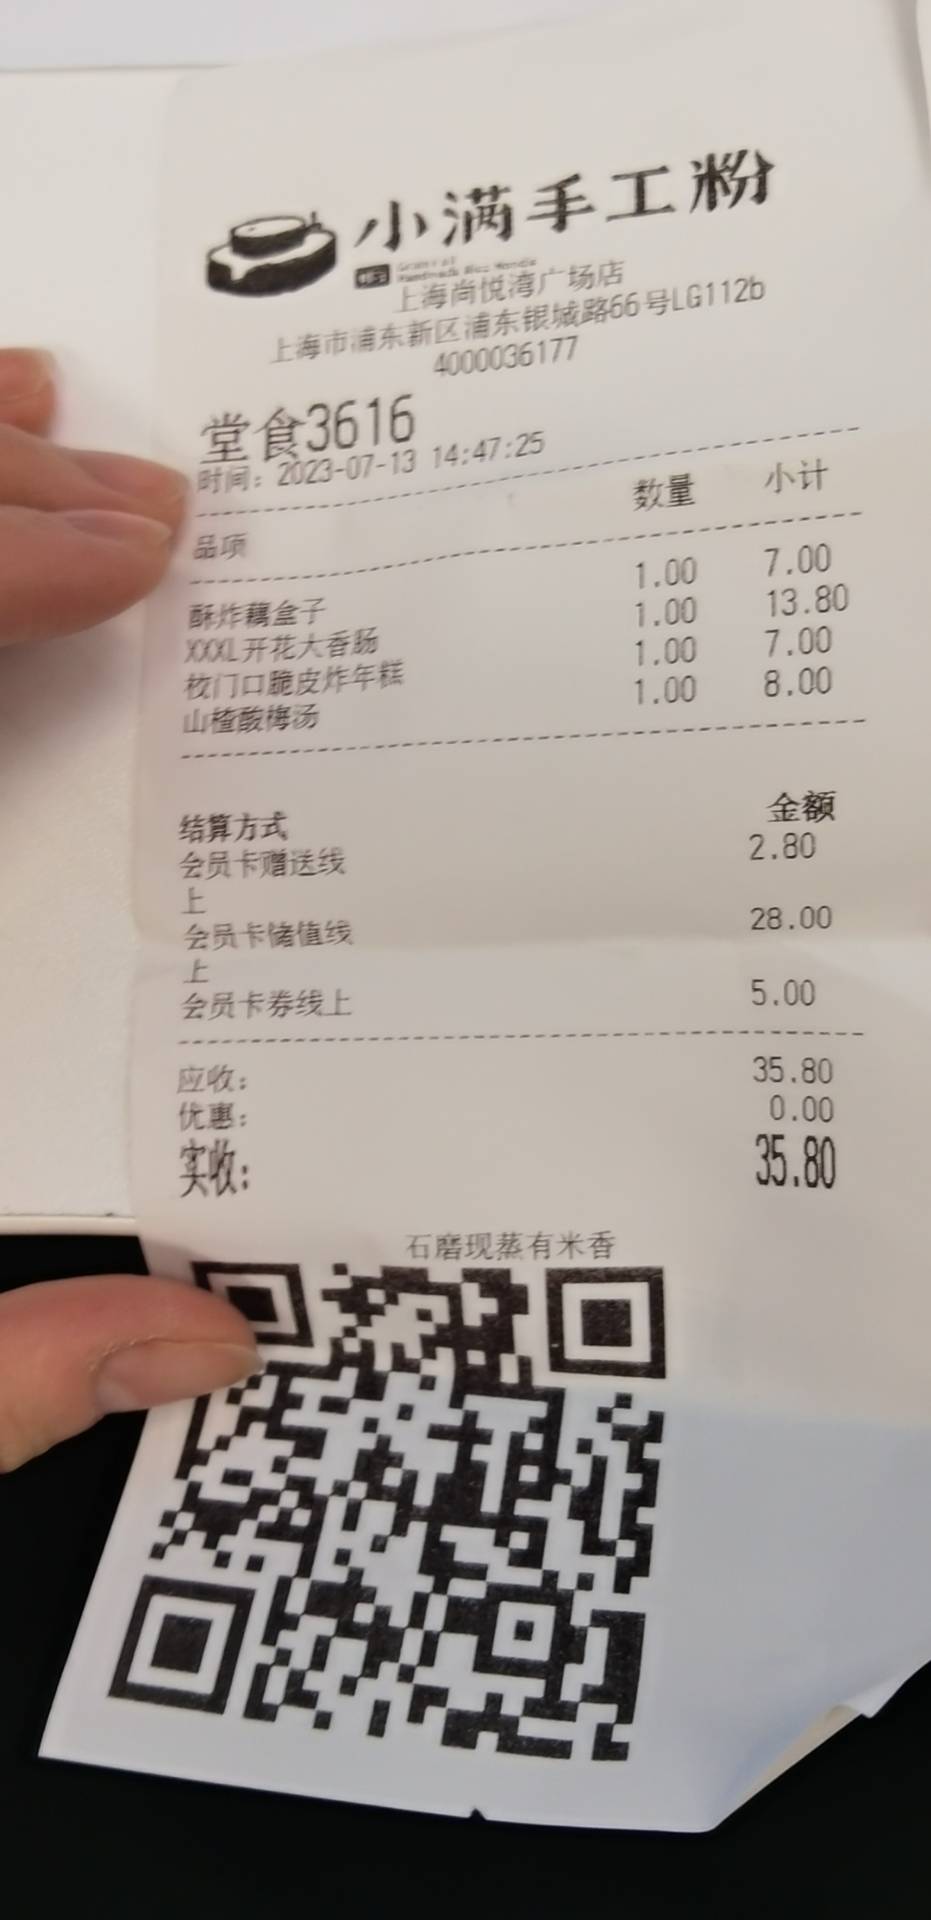 小满手工粉
上海尚悦湾广场店
上海市浦东新区浦东银城路66号LG112b
4000036177
堂食3616
时间：2023-07-13 14:47:25
品项 数量 小计
酥炸藕盒子 1.00 7.00
XXXL开花大香肠 1.00 13.80
校门口脆皮炸年糕 1.00 7.00
山楂酸梅汤 1.00 8.00
结算方式 金额
会员卡赠送线 2.80
上
会员卡储值线 28.00
上
会员卡券线上 5.00
应收： 35.80
优惠： 0.00
实收： 35.80
石磨现蒸有米香